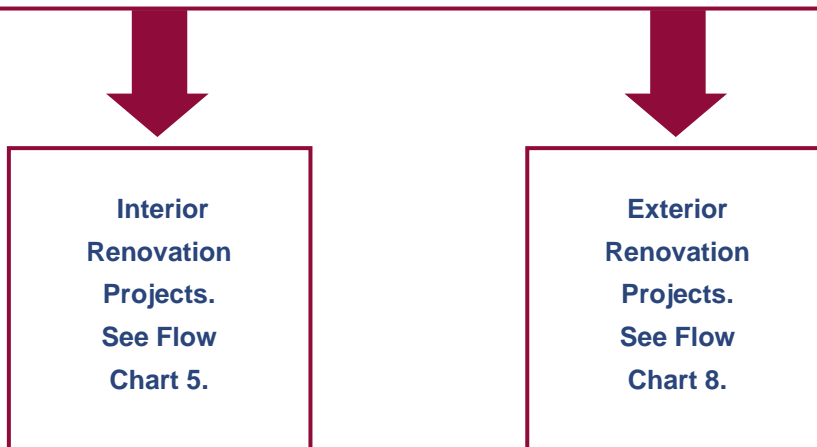 Interior
Renovation
Projects.
See Flow
Chart 5.
Exterior
Renovation
Projects.
See Flow
Chart 8.